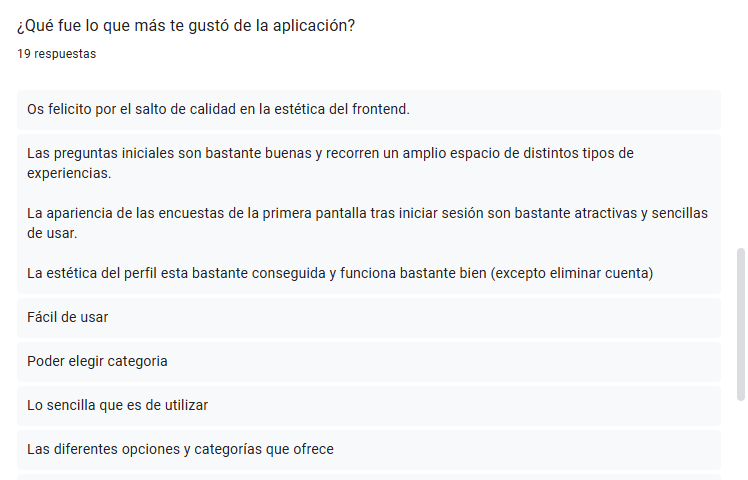 ¿Qué fue lo que más te gustó de la aplicación?
19 respuestas
Os felicito por el salto de calidad en la estética del frontend.
Las preguntas iniciales son bastante buenas y recorren un amplio espacio de distintos tipos de
experiencias.
La apariencia de las encuestas de la primera pantalla tras iniciar sesión son bastante atractivas y sencillas
de usar.
La estética del perfil esta bastante conseguida y funciona bastante bien (excepto eliminar cuenta)
Fácil de usar
Poder elegir categoria
Lo sencilla que es de utilizar
Las diferentes opciones y categorías que ofrece